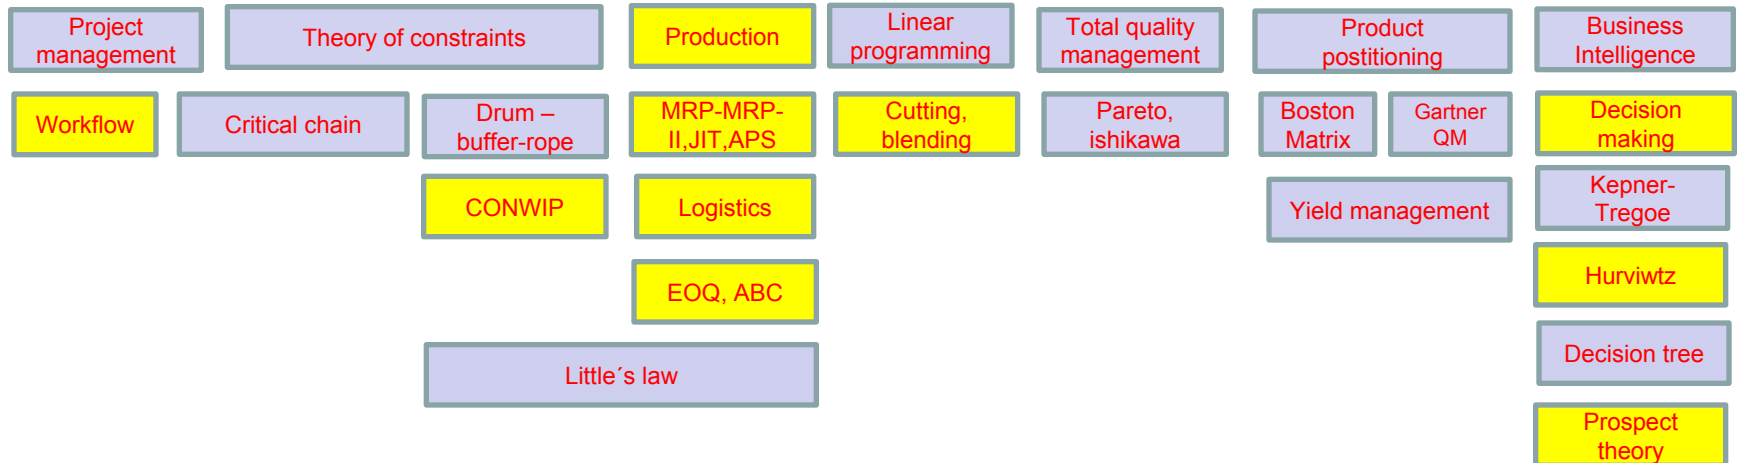 Project
management
Theory of constraints
Production
Linear
programming
Total quality
management
Product
postitioning
Business
Intelligence
Workflow
Critical chain
Drum –
buffer-rope
MRP-MRP-
II,JIT,APS
Cutting,
blending
Pareto,
ishikawa
Boston
Matrix
Gartner
QM
Decision
making
CONWIP
Logistics
Yield management
Kepner-
Tregoe
EOQ, ABC
Hurviwtz
Little´s law
Decision tree
Prospect
theory